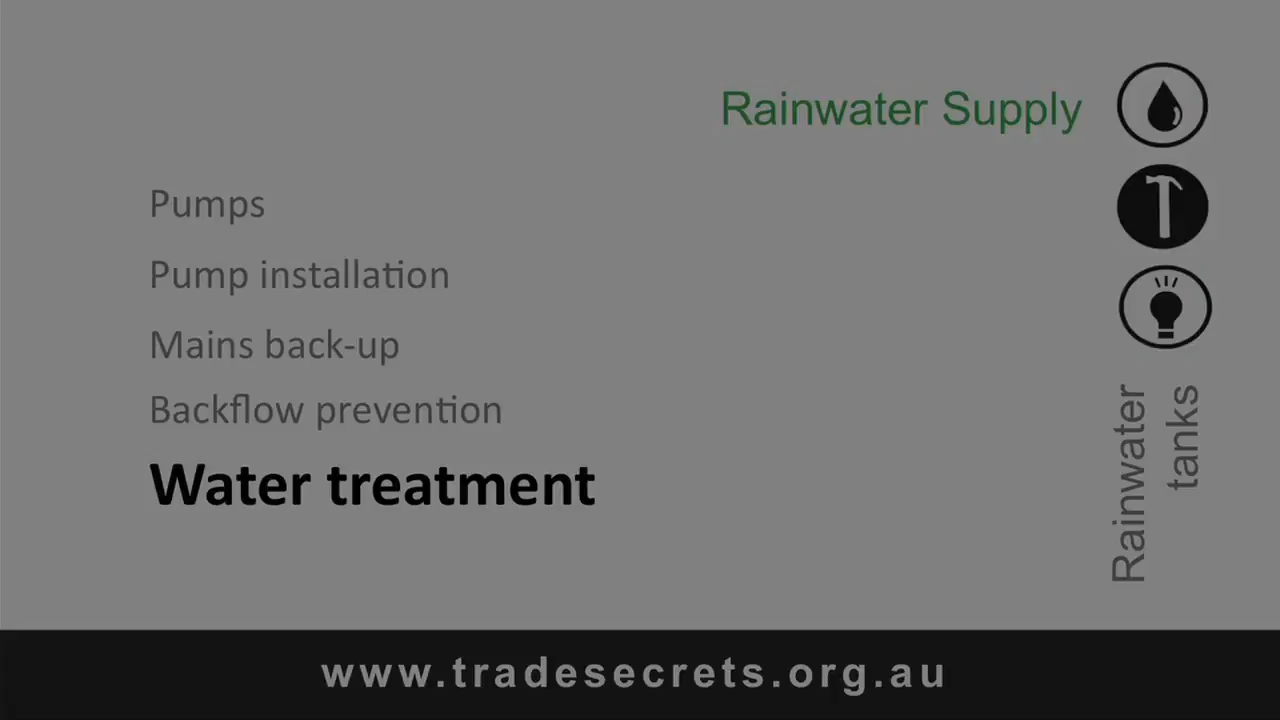 Rainwater Supply
Pumps
Pump installation
Mains back-up
Backflow prevention
Water treatment
Rainwater
tanks
www.tradesecrets.org.au